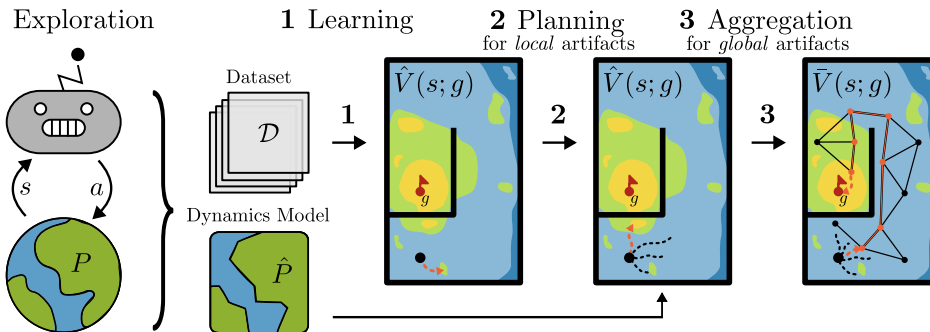 Exploration
s
a
P
Dataset
𝒟
Dynamics Model
P̂
1 Learning
1
V̂(s; g)
g
2 Planning
for local artifacts
2
V̂(s; g)
g
3 Aggregation
for global artifacts
3
V̄(s; g)
g